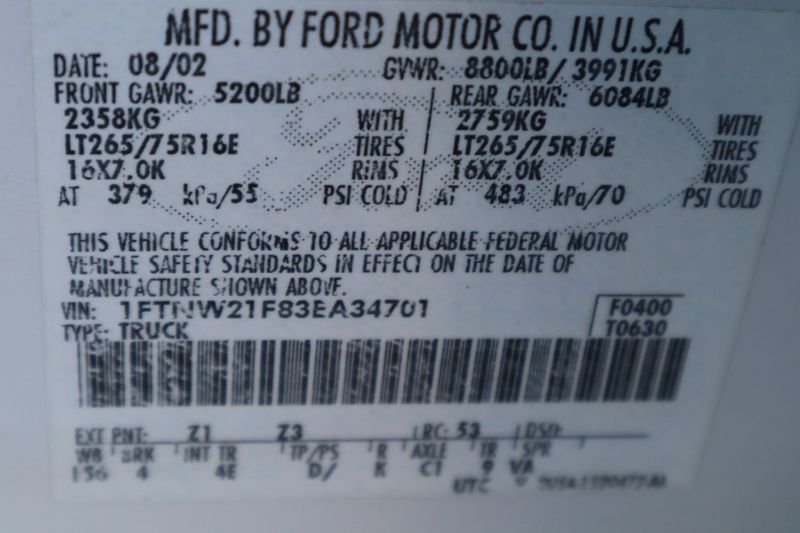 MFD. BY FORD MOTOR CO. IN U.S.A.
DATE: 08/02 GVWR: 8800LB/ 3991KG
FRONT GAWR: 5200LB REAR GAWR: 6084LB
2358KG WITH 2759KG WITH
LT265/75R16E TIRES LT265/75R16E TIRES
16X7.0K RIMS 16X7.0K RIMS
AT 379 kPa/55 PSI COLD AT 483 kPa/70 PSI COLD
THIS VEHICLE CONFORMS TO ALL APPLICABLE FEDERAL MOTOR
VEHICLE SAFETY STANDARDS IN EFFECT ON THE DATE OF
MANUFACTURE SHOWN ABOVE.
VIN: 1FTNW21F83EA34701 F0400
TYPE: TRUCK T0630
EXT PNT: Z1 Z3 RC: 53 DSO:
WB BRK INT TR TP/PS R AXLE TR SPR
156 4 4E D/ K C1 9 VA
UTC